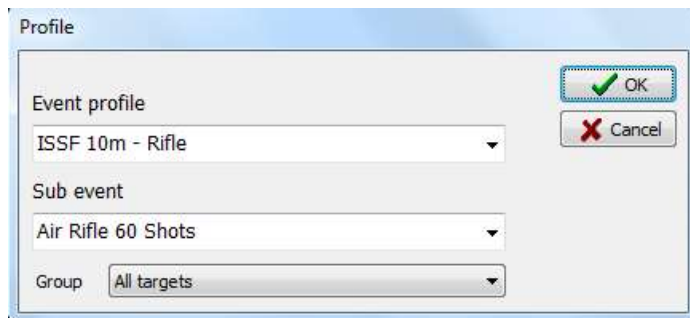 Profile
OK
Event profile
Cancel
ISSF 10m - Rifle
Sub event
Air Rifle 60 Shots
Group All targets